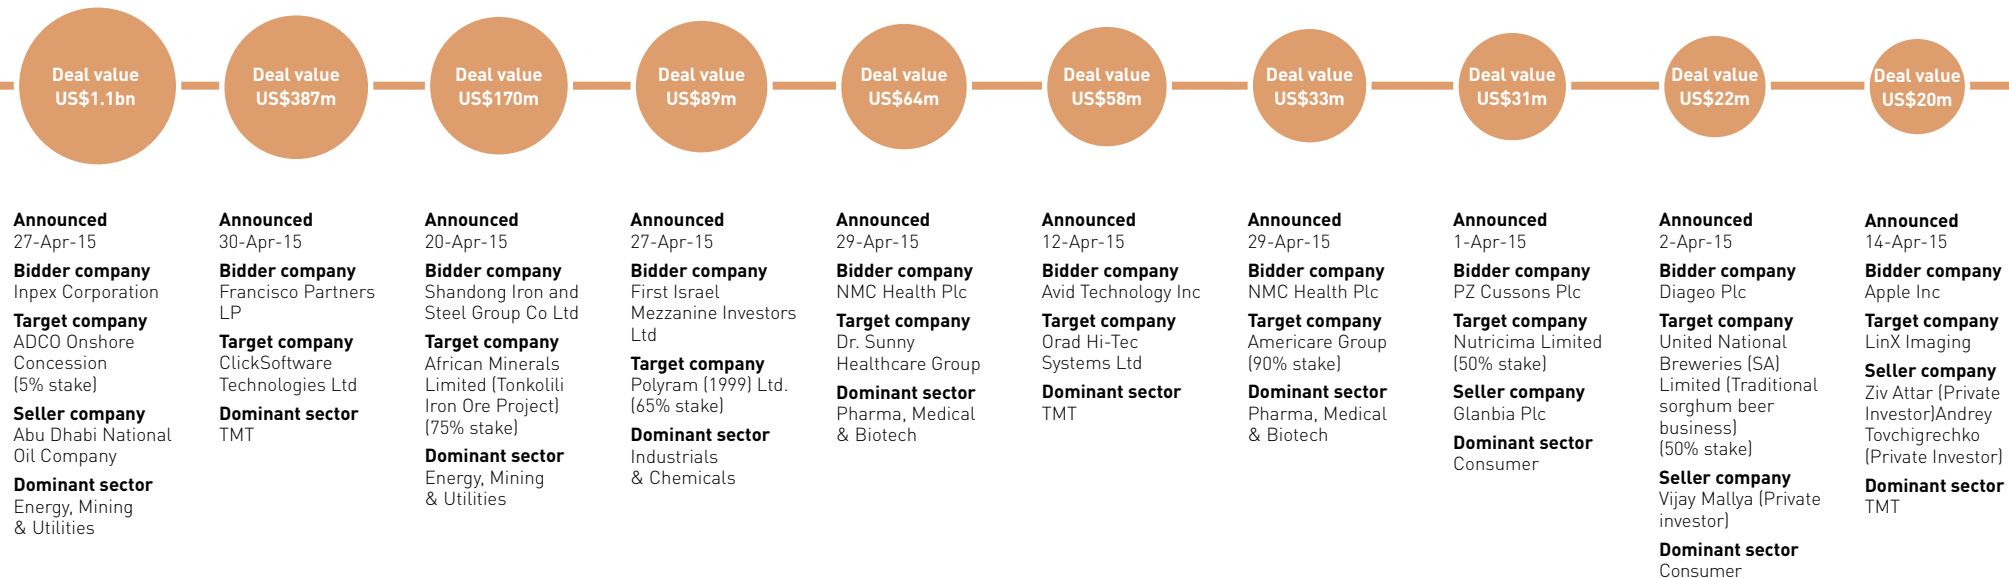 Deal value
US$1.1bn
Deal value
US$387m
Deal value
US$170m
Deal value
US$89m
Deal value
US$64m
Deal value
US$58m
Deal value
US$33m
Deal value
US$31m
Deal value
US$22m
Deal value
US$20m
Announced
27-Apr-15
Bidder company
Inpex Corporation
Target company
ADCO Onshore
Concession
(5% stake)
Seller company
Abu Dhabi National
Oil Company
Dominant sector
Energy, Mining
& Utilities
Announced
30-Apr-15
Bidder company
Francisco Partners
LP
Target company
ClickSoftware
Technologies Ltd
Dominant sector
TMT
Announced
20-Apr-15
Bidder company
Shandong Iron and
Steel Group Co Ltd
Target company
African Minerals
Limited (Tonkolili
Iron Ore Project)
(75% stake)
Dominant sector
Energy, Mining
& Utilities
Announced
27-Apr-15
Bidder company
First Israel
Mezzanine Investors
Ltd
Target company
Polyram (1999) Ltd.
(65% stake)
Dominant sector
Industrials
& Chemicals
Announced
29-Apr-15
Bidder company
NMC Health Plc
Target company
Dr. Sunny
Healthcare Group
Dominant sector
Pharma, Medical
& Biotech
Announced
12-Apr-15
Bidder company
Avid Technology Inc
Target company
Orad Hi-Tec
Systems Ltd
Dominant sector
TMT
Announced
29-Apr-15
Bidder company
NMC Health Plc
Target company
Americare Group
(90% stake)
Dominant sector
Pharma, Medical
& Biotech
Announced
1-Apr-15
Bidder company
PZ Cussons Plc
Target company
Nutricima Limited
(50% stake)
Seller company
Glanbia Plc
Dominant sector
Consumer
Announced
2-Apr-15
Bidder company
Diageo Plc
Target company
United National
Breweries (SA)
Limited (Traditional
sorghum beer
business)
(50% stake)
Seller company
Vijay Mallya (Private
investor)
Dominant sector
Consumer
Announced
14-Apr-15
Bidder company
Apple Inc
Target company
LinX Imaging
Seller company
Ziv Attar (Private
Investor)Andrey
Tovchigrechko
(Private Investor)
Dominant sector
TMT